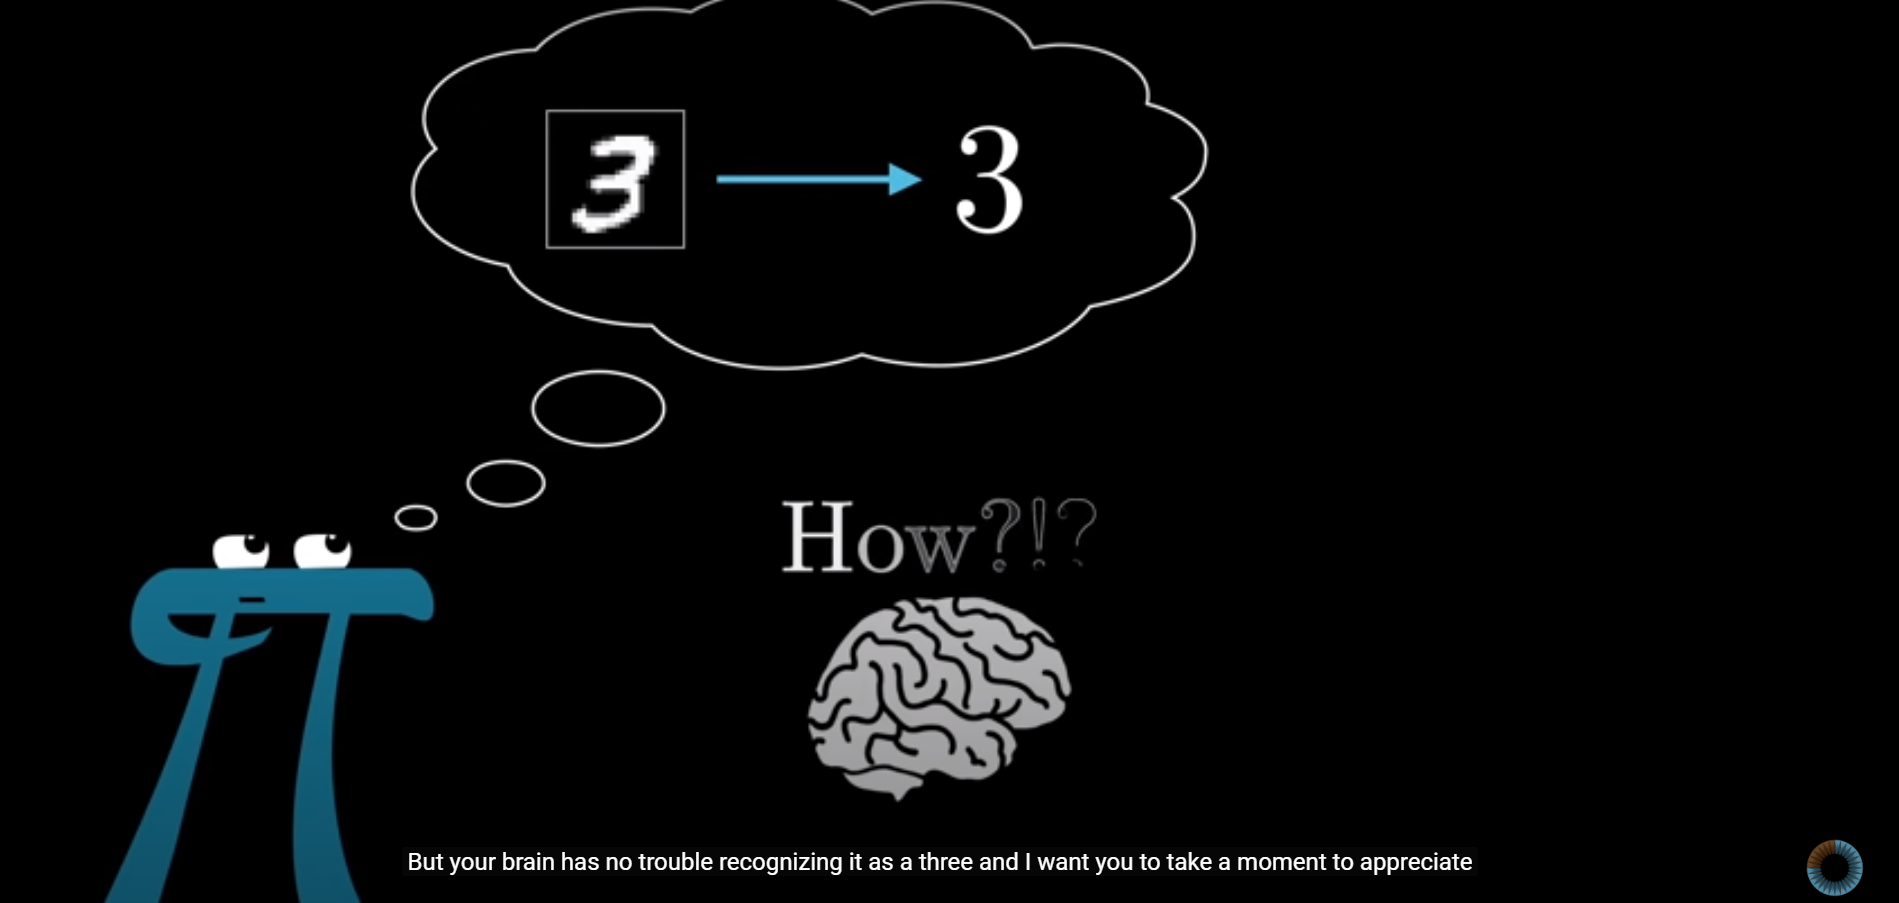 3 3
How?!?
But your brain has no trouble recognizing it as a three and I want you to take a moment to appreciate